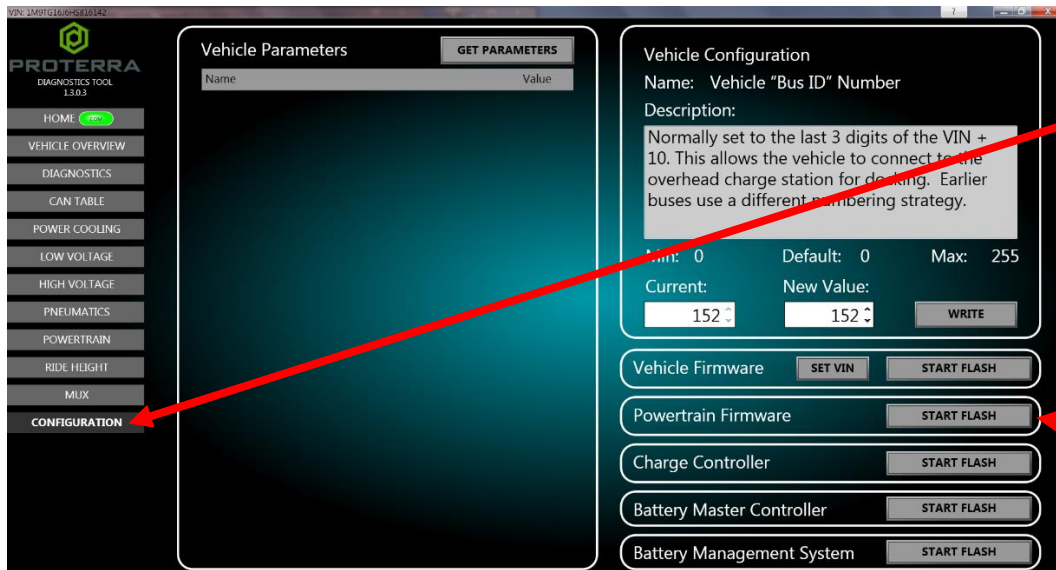 VIN: 1M9TG16J6HS816142
?
PROTERRA
DIAGNOSTICS TOOL
1.3.0.3
HOME
VEHICLE OVERVIEW
DIAGNOSTICS
CAN TABLE
POWER COOLING
LOW VOLTAGE
HIGH VOLTAGE
PNEUMATICS
POWERTRAIN
RIDE HEIGHT
MUX
CONFIGURATION
Vehicle Parameters GET PARAMETERS
Name Value
Vehicle Configuration
Name: Vehicle "Bus ID" Number
Description:
Normally set to the last 3 digits of the VIN +
10. This allows the vehicle to connect to the
overhead charge station for docking. Earlier
buses use a different numbering strategy.
Min: 0 Default: 0 Max: 255
Current: New Value:
152 152 WRITE
Vehicle Firmware SET VIN START FLASH
Powertrain Firmware START FLASH
Charge Controller START FLASH
Battery Master Controller START FLASH
Battery Management System START FLASH